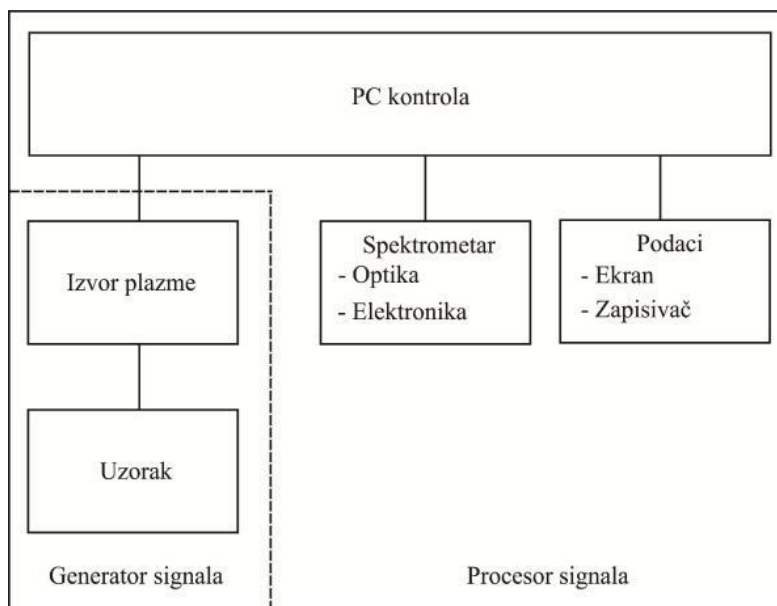 PC kontrola
Izvor plazme
Spektrometar
- Optika
- Elektronika
Podaci
- Ekran
- Zapisivač
Uzorak
Generator signala
Procesor signala